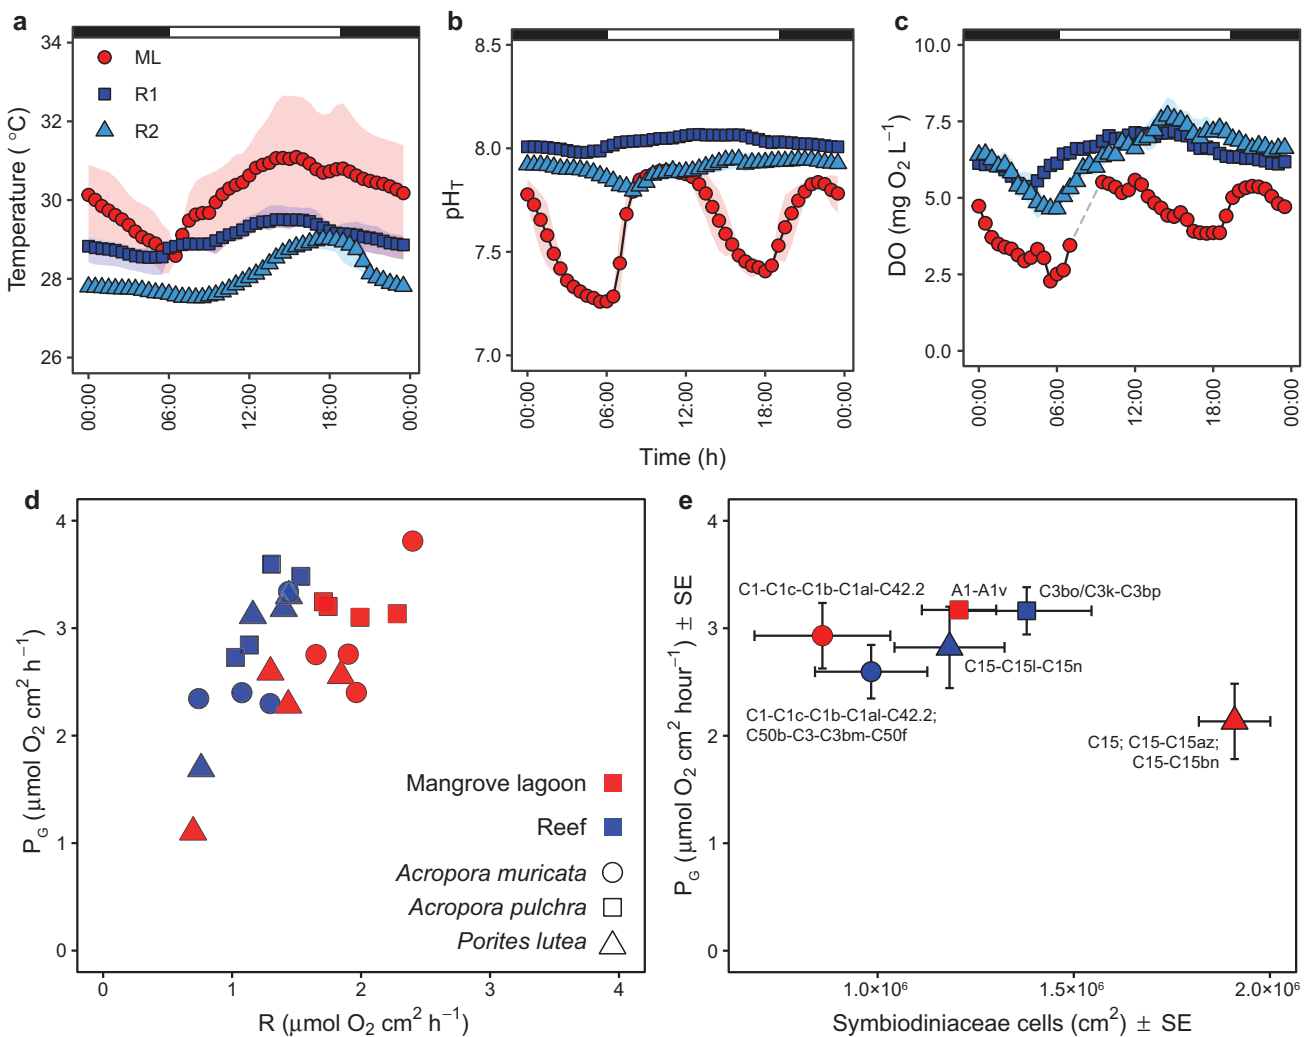 a
34
32
30
28
26
Temperature ( °C)
ML
R1
R2
00:00
06:00
12:00
18:00
00:00
b
8.5
8.0
7.5
7.0
pHT
00:00
06:00
12:00
18:00
00:00
c
10.0
7.5
5.0
2.5
0.0
DO (mg O2 L−1)
00:00
06:00
12:00
18:00
00:00
Time (h)
d
4
3
2
1
0
PG (μmol O2 cm2 h−1)
Mangrove lagoon
Reef
Acropora muricata
Acropora pulchra
Porites lutea
0
1
2
3
4
R (μmol O2 cm2 h−1)
e
4
3
2
1
0
PG (μmol O2 cm2 hour−1) ± SE
C1-C1c-C1b-C1al-C42.2
A1-A1v
C3bo/C3k-C3bp
C15-C15l-C15n
C1-C1c-C1b-C1al-C42.2;
C50b-C3-C3bm-C50f
C15; C15-C15az;
C15-C15bn
1.0×10⁶
1.5×10⁶
2.0×10⁶
Symbiodiniaceae cells (cm2) ± SE